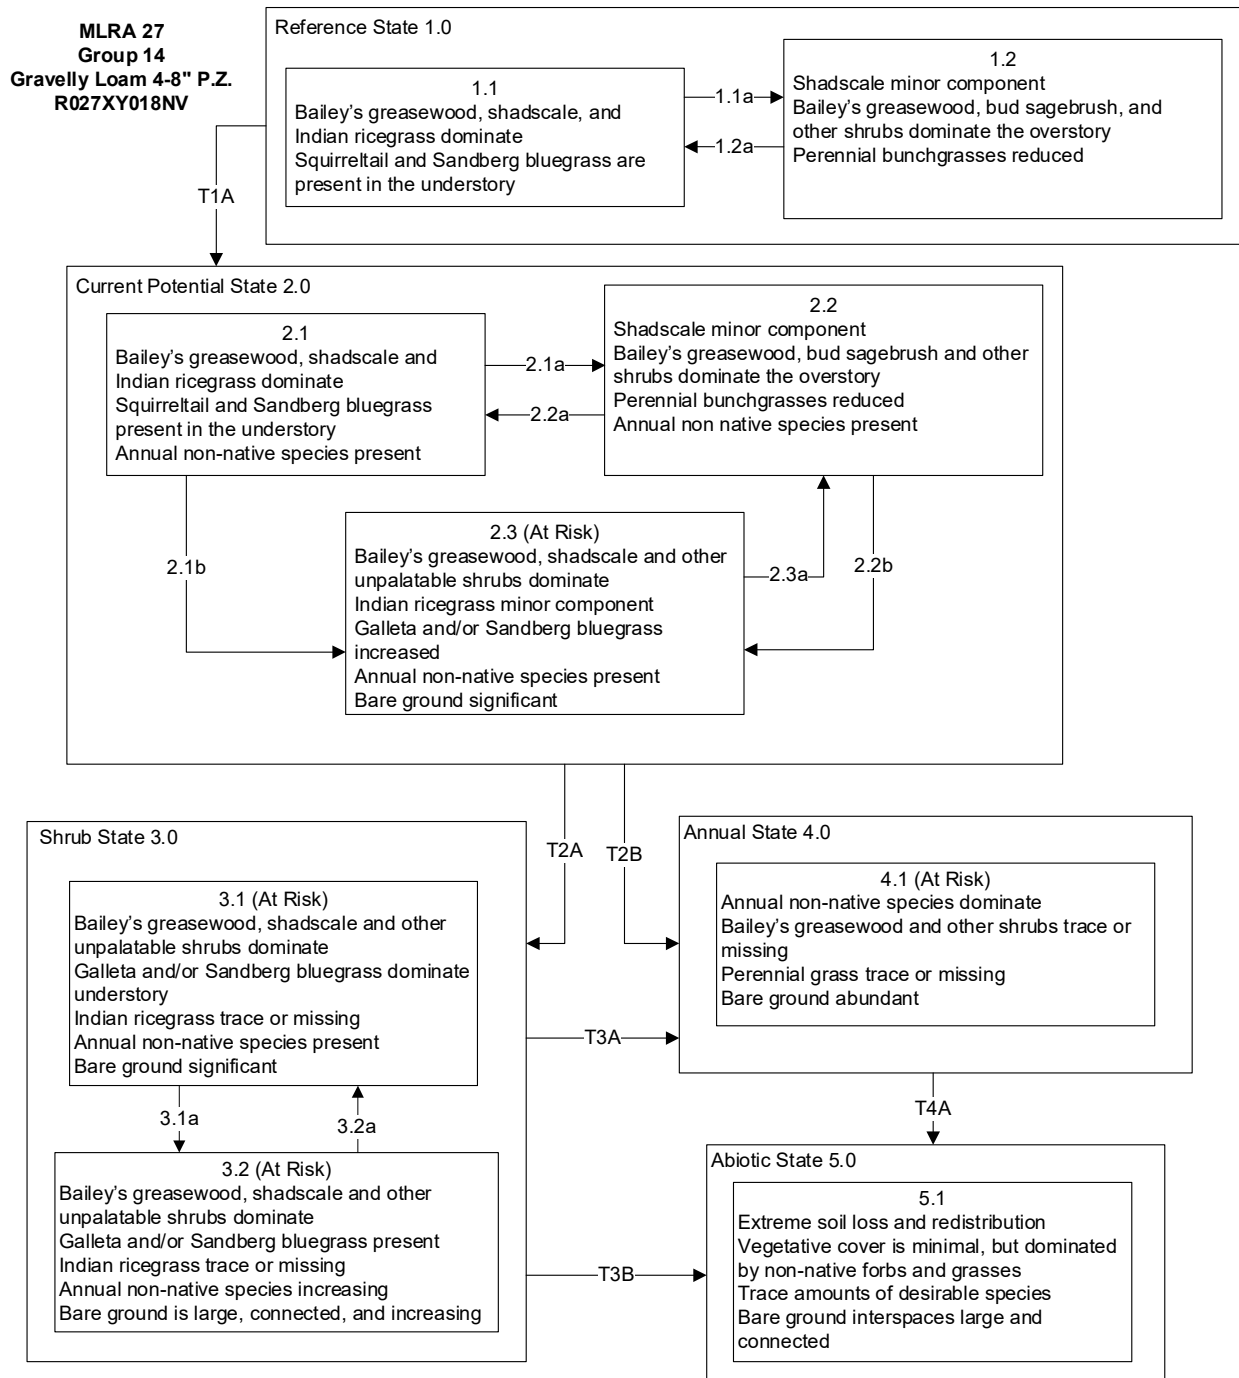 MLRA 27
Group 14
Gravelly Loam 4-8" P.Z.
R027XY018NV
Reference State 1.0
1.1
Bailey's greasewood, shadscale, and
Indian ricegrass dominate
Squirreltail and Sandberg bluegrass are
present in the understory
1.1a
1.2a
1.2
Shadscale minor component
Bailey's greasewood, bud sagebrush, and
other shrubs dominate the overstory
Perennial bunchgrasses reduced
T1A
Current Potential State 2.0
2.1
Bailey's greasewood, shadscale and
Indian ricegrass dominate
Squirreltail and Sandberg bluegrass
present in the understory
Annual non-native species present
2.1a
2.2a
2.2
Shadscale minor component
Bailey's greasewood, bud sagebrush and other
shrubs dominate the overstory
Perennial bunchgrasses reduced
Annual non native species present
2.1b
2.3 (At Risk)
Bailey's greasewood, shadscale and other
unpalatable shrubs dominate
Indian ricegrass minor component
Galleta and/or Sandberg bluegrass
increased
Annual non-native species present
Bare ground significant
2.3a
2.2b
T2A
T2B
Shrub State 3.0
3.1 (At Risk)
Bailey's greasewood, shadscale and other
unpalatable shrubs dominate
Galleta and/or Sandberg bluegrass dominate
understory
Indian ricegrass trace or missing
Annual non-native species present
Bare ground significant
3.1a
3.2a
3.2 (At Risk)
Bailey's greasewood, shadscale and other
unpalatable shrubs dominate
Galleta and/or Sandberg bluegrass present
Indian ricegrass trace or missing
Annual non-native species increasing
Bare ground is large, connected, and increasing
T3A
T3B
Annual State 4.0
4.1 (At Risk)
Annual non-native species dominate
Bailey's greasewood and other shrubs trace or
missing
Perennial grass trace or missing
Bare ground abundant
T4A
Abiotic State 5.0
5.1
Extreme soil loss and redistribution
Vegetative cover is minimal, but dominated
by non-native forbs and grasses
Trace amounts of desirable species
Bare ground interspaces large and
connected